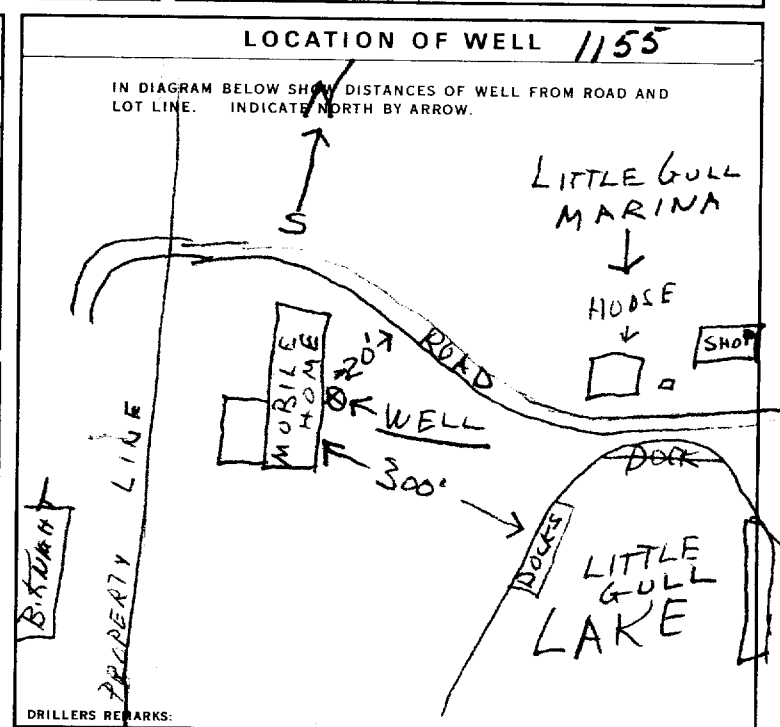 LOCATION OF WELL 1155
IN DIAGRAM BELOW SHOW DISTANCES OF WELL FROM ROAD AND
LOT LINE. INDICATE NORTH BY ARROW.
N
S
LITTLE GULL
MARINA
HOUSE
SHOP
ROAD
20'
MOBILE
HOME
WELL
300'
DOCK
DOCKS
LITTLE
GULL
LAKE
PROPERTY LINE
DRILLERS REMARKS: